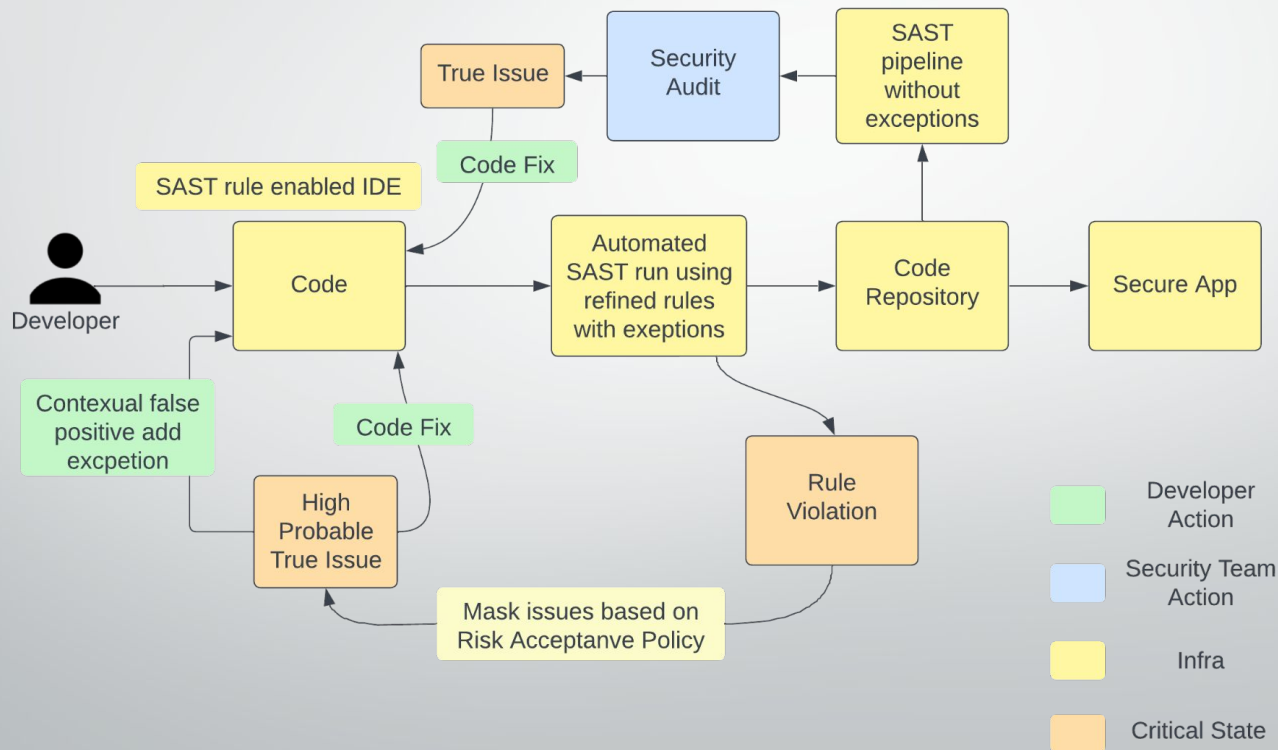 SAST
pipeline
without
exceptions
Security
Audit
True Issue
Code Fix
SAST rule enabled IDE
Developer
Code
Automated
SAST run using
refined rules
with exeptions
Code
Repository
Secure App
Contexual false
positive add
excpetion
Code Fix
High
Probable
True Issue
Rule
Violation
Mask issues based on
Risk Acceptanve Policy
Developer
Action
Security Team
Action
Infra
Critical State